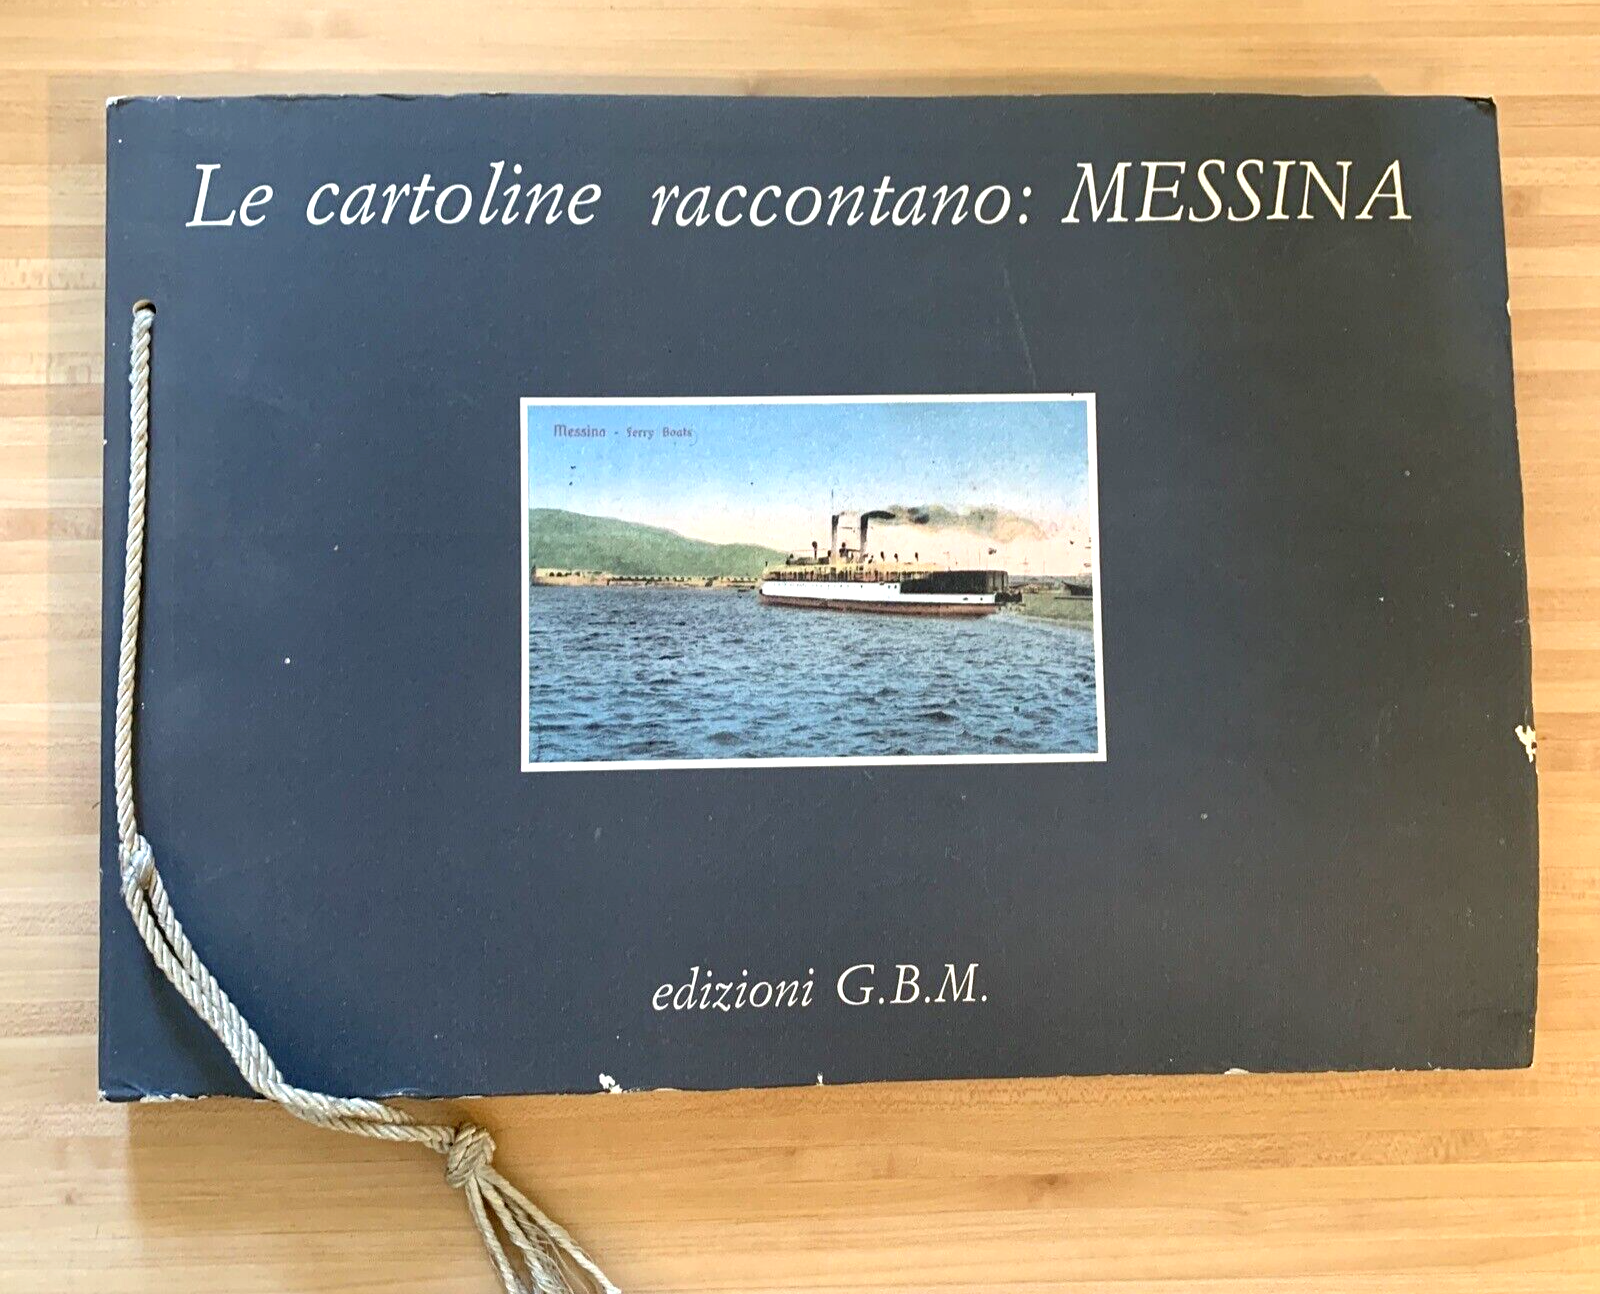 Le cartoline raccontano: MESSINA
Messina - Ferry Boats
edizioni G.B.M.